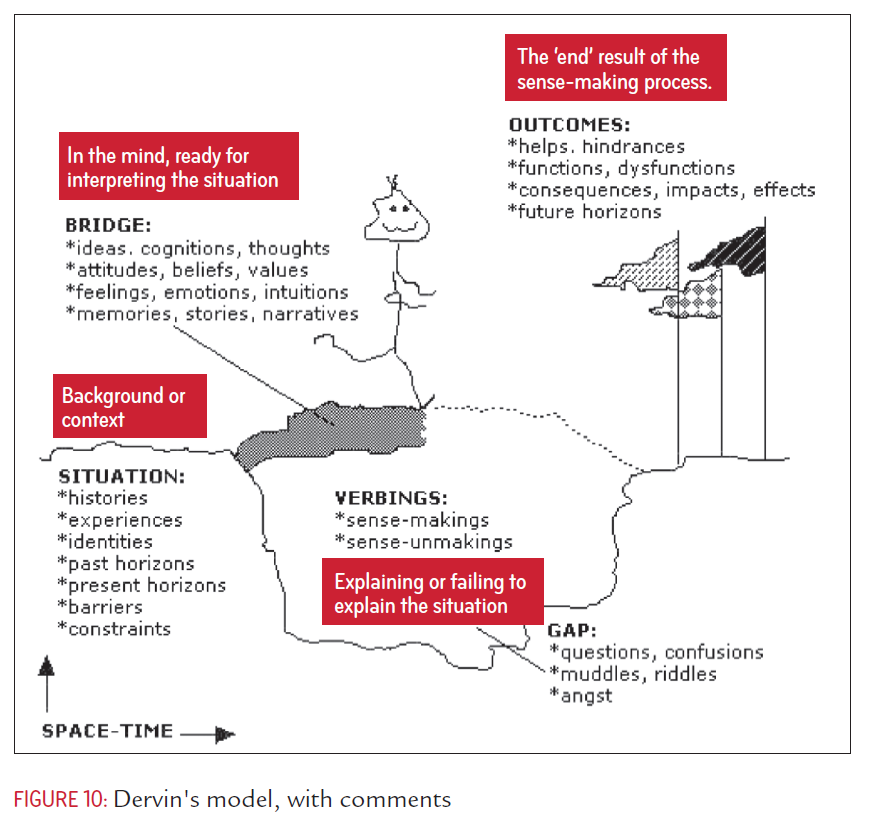 The ‘end’ result of the
sense-making process.
OUTCOMES:
*helps. hindrances
*functions, dysfunctions
*consequences, impacts, effects
*future horizons
In the mind, ready for
interpreting the situation
BRIDGE:
*ideas. cognitions, thoughts
*attitudes, beliefs, values
*feelings, emotions, intuitions
*memories, stories, narratives
Background or
context
SITUATION:
*histories
*experiences
*identities
*past horizons
*present horizons
*barriers
*constraints
VERBINGS:
*sense-makings
*sense-unmakings
Explaining or failing to
explain the situation
GAP:
*questions, confusions
*muddles, riddles
*angst
SPACE-TIME
FIGURE 10: Dervin's model, with comments